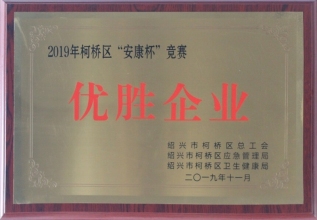 2019年柯桥区“安康杯”竞赛
优胜企业
绍兴市柯桥区总工会
绍兴市柯桥区应急管理局
绍兴市柯桥区卫生健康局
二〇一九年十一月